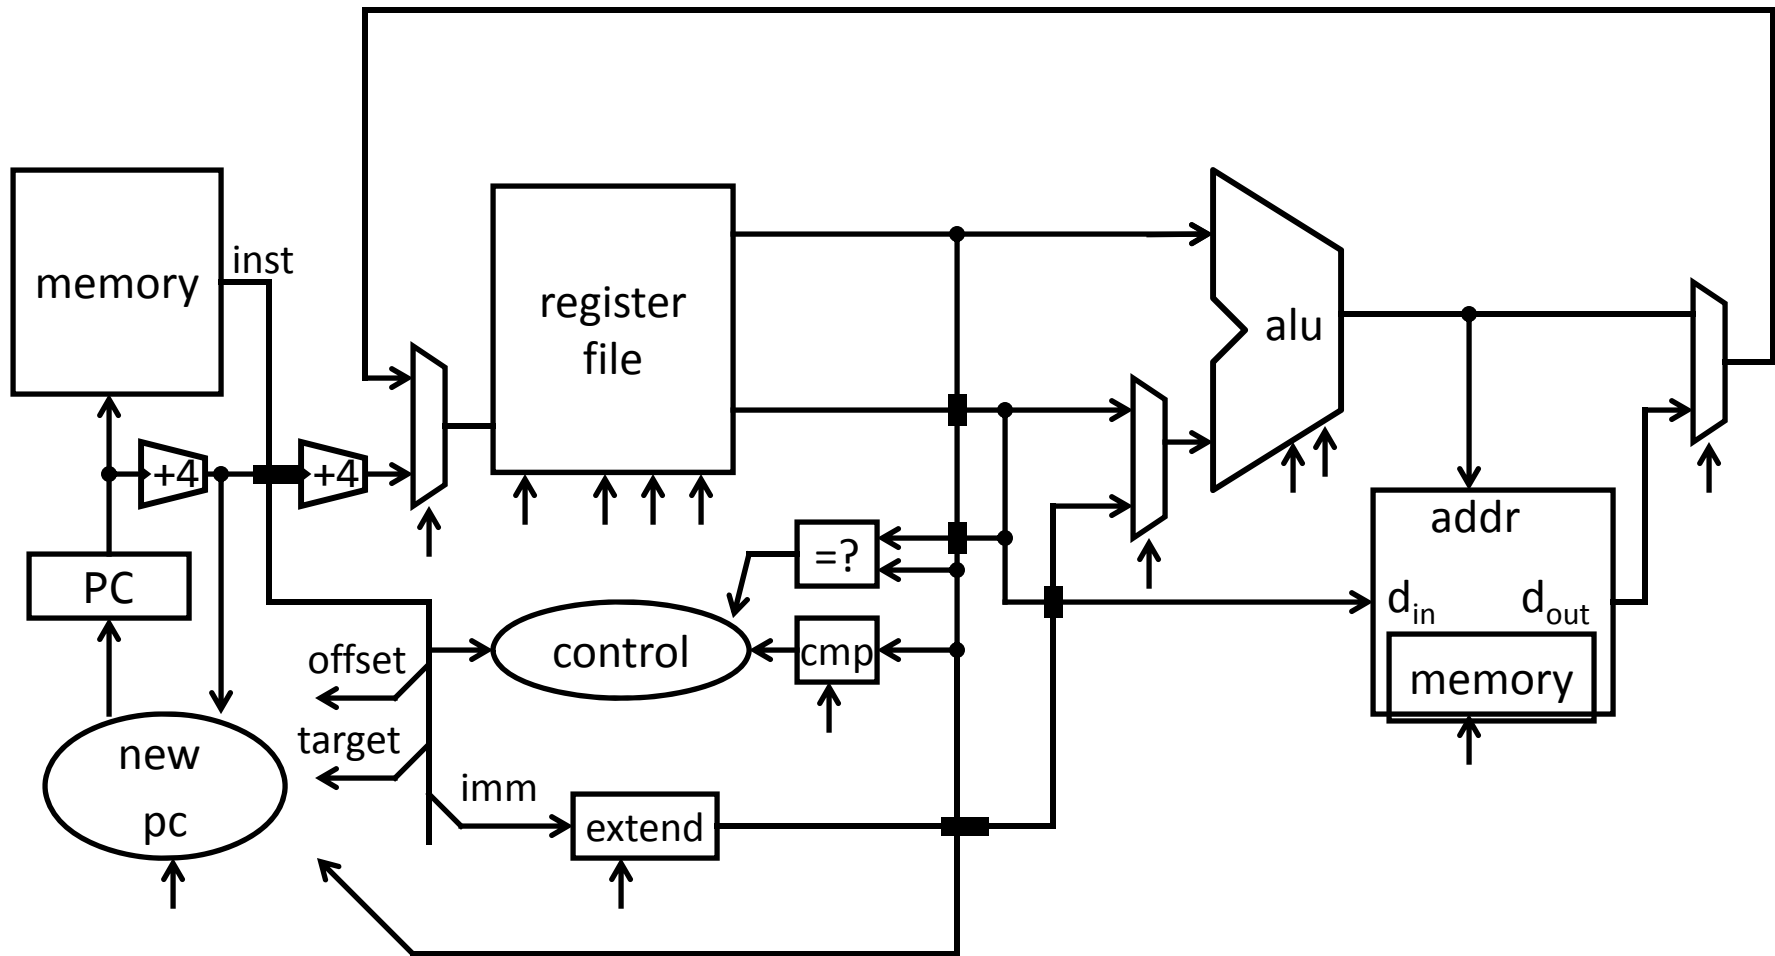 inst
memory
register
file
alu
+4
+4
addr
=?
PC
d_in
d_out
control
cmp
offset
memory
target
new
pc
imm
extend